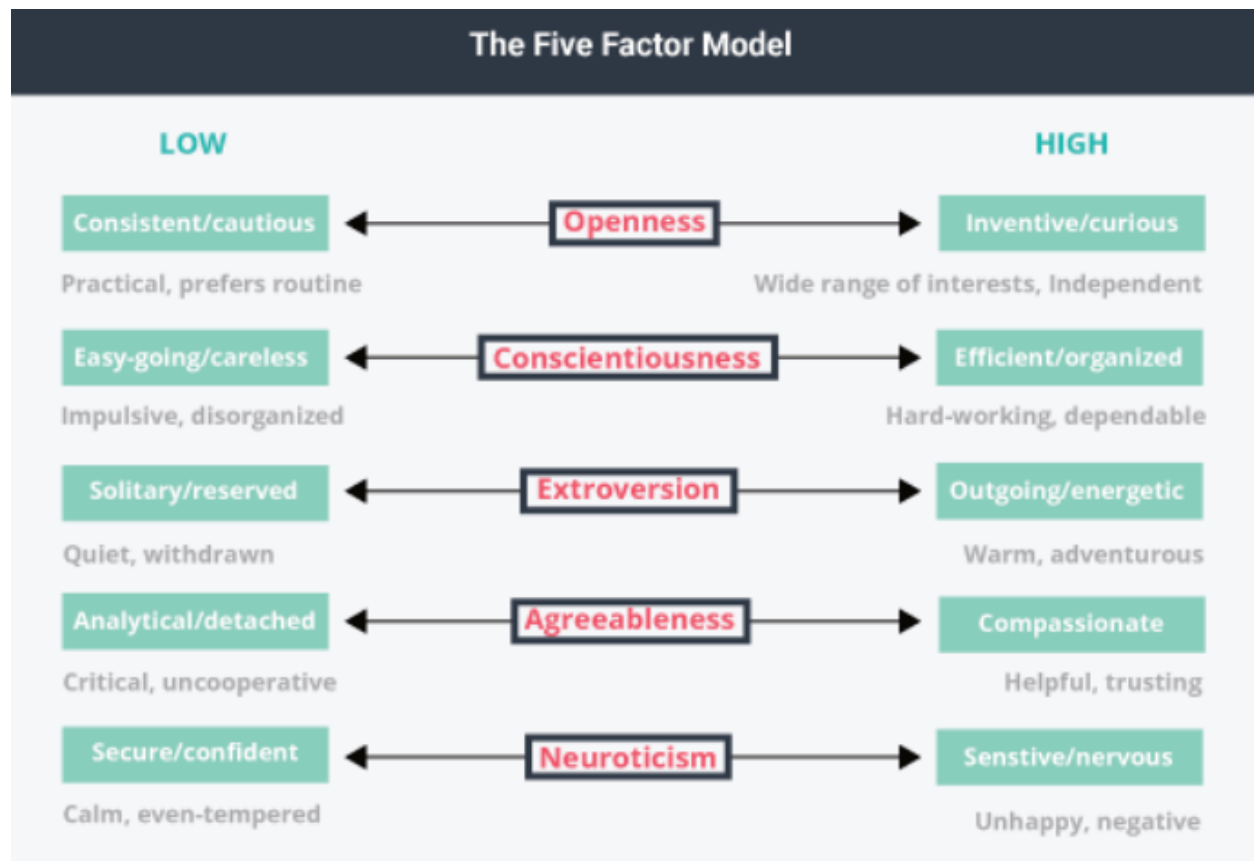 The Five Factor Model
LOW HIGH
Consistent/cautious Openness Inventive/curious
Practical, prefers routine Wide range of interests, Independent
Easy-going/careless Conscientiousness Efficient/organized
Impulsive, disorganized Hard-working, dependable
Solitary/reserved Extroversion Outgoing/energetic
Quiet, withdrawn Warm, adventurous
Analytical/detached Agreeableness Compassionate
Critical, uncooperative Helpful, trusting
Secure/confident Neuroticism Senstive/nervous
Calm, even-tempered Unhappy, negative